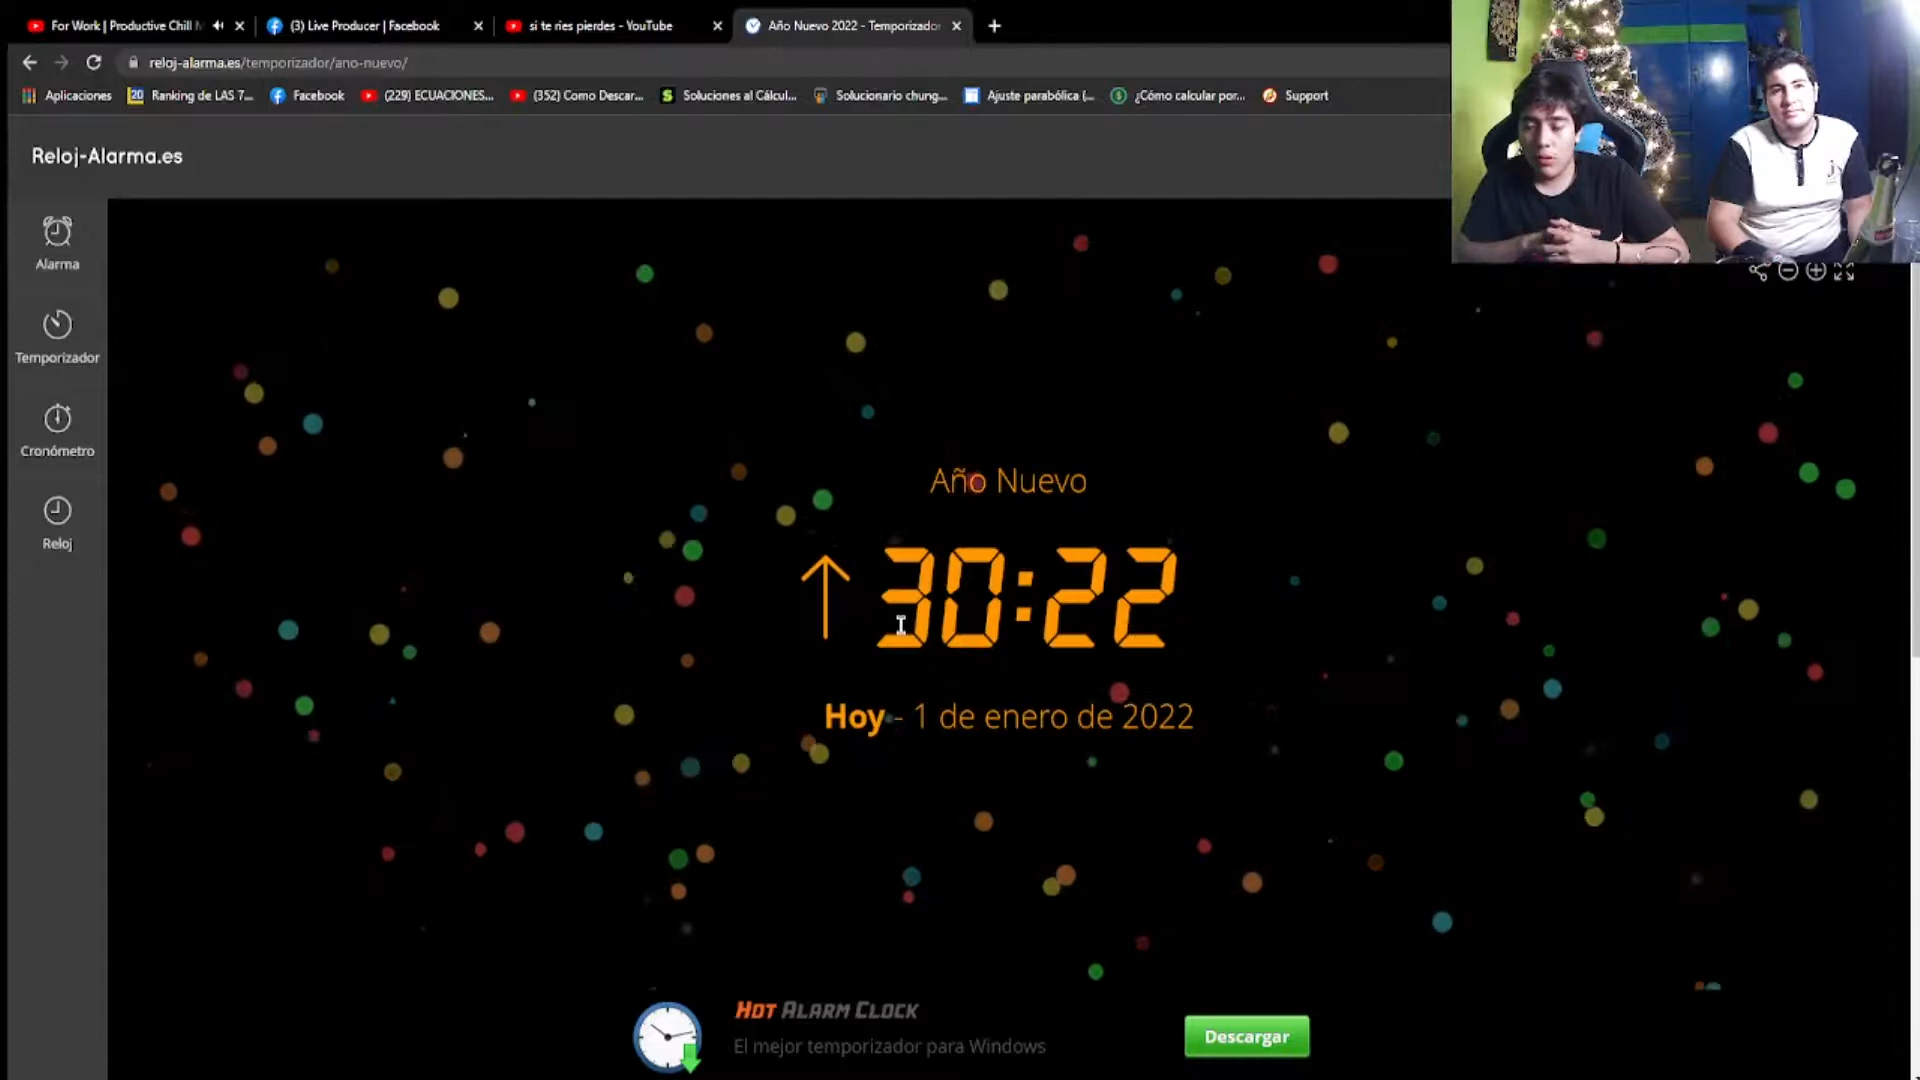 For Work | Productive Chill
(3) Live Producer | Facebook
si te ries pierdes - YouTube
Año Nuevo 2022 - Temporizador
reloj-alarma.es/temporizador/ano-nuevo/
Aplicaciones
20
Ranking de LAS 7...
Facebook
(229) ECUACIONES...
(352) Como Descar...
Soluciones al Cálcul...
Solucionario chung...
Ajuste parabólica (...
¿Cómo calcular por...
Support
Reloj-Alarma.es
Alarma
Temporizador
Cronómetro
Reloj
Año Nuevo
↑ 30:22
Hoy - 1 de enero de 2022
HOT ALARM CLOCK
El mejor temporizador para Windows
Descargar